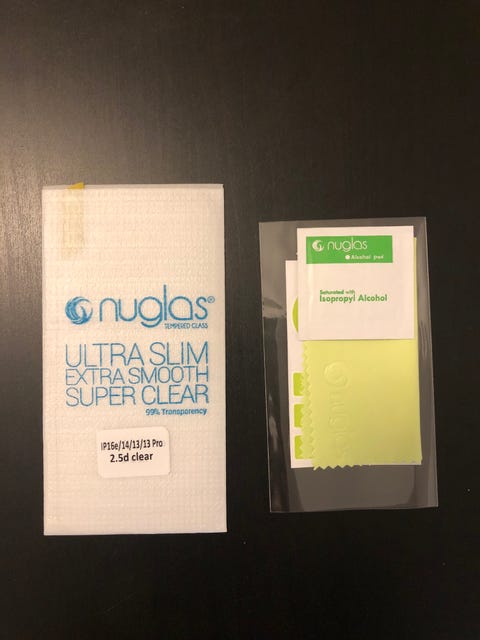 nuglas®
TEMPERED GLASS
ULTRA SLIM
EXTRA SMOOTH
SUPER CLEAR
99% Transparency
IP16e/14/13/13 Pro
2.5d clear
nuglas
Alcohol pad
Saturated with
Isopropyl Alcohol
nuglas